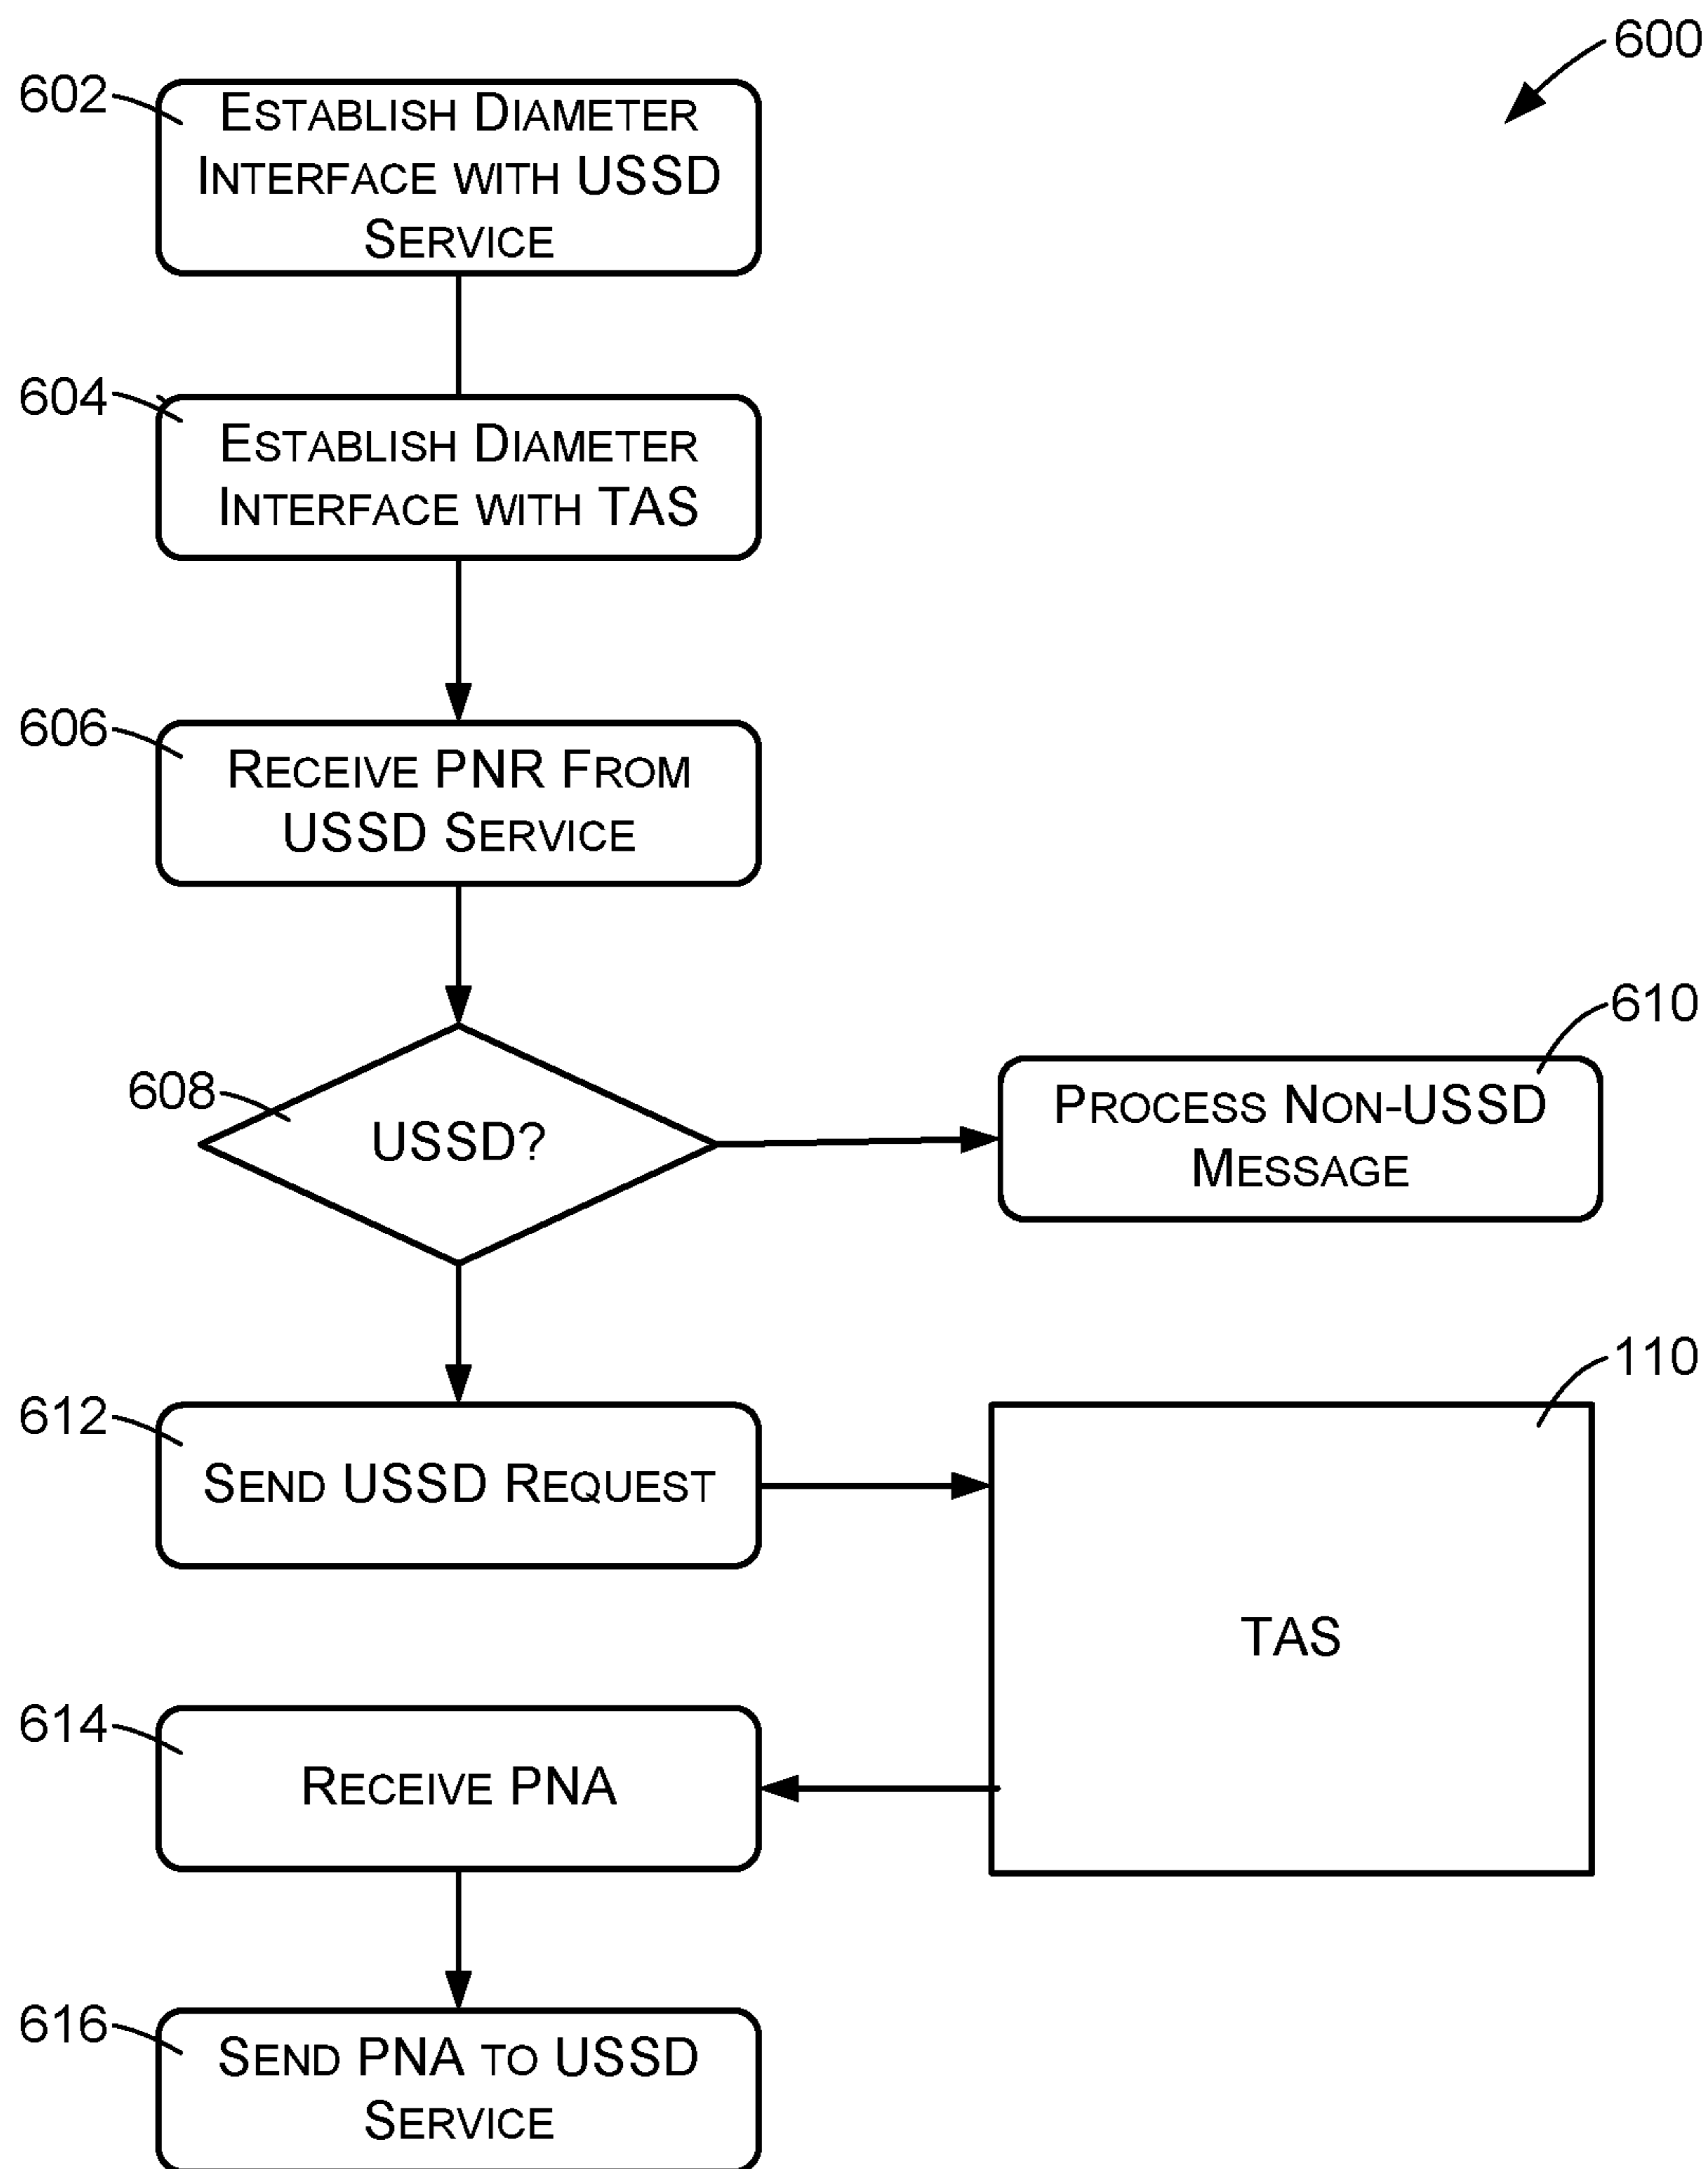 600
602
ESTABLISH DIAMETER
INTERFACE WITH USSD
SERVICE
604
ESTABLISH DIAMETER
INTERFACE WITH TAS
606
RECEIVE PNR FROM
USSD SERVICE
608
USSD?
610
PROCESS NON-USSD
MESSAGE
612
SEND USSD REQUEST
110
TAS
614
RECEIVE PNA
616
SEND PNA TO USSD
SERVICE